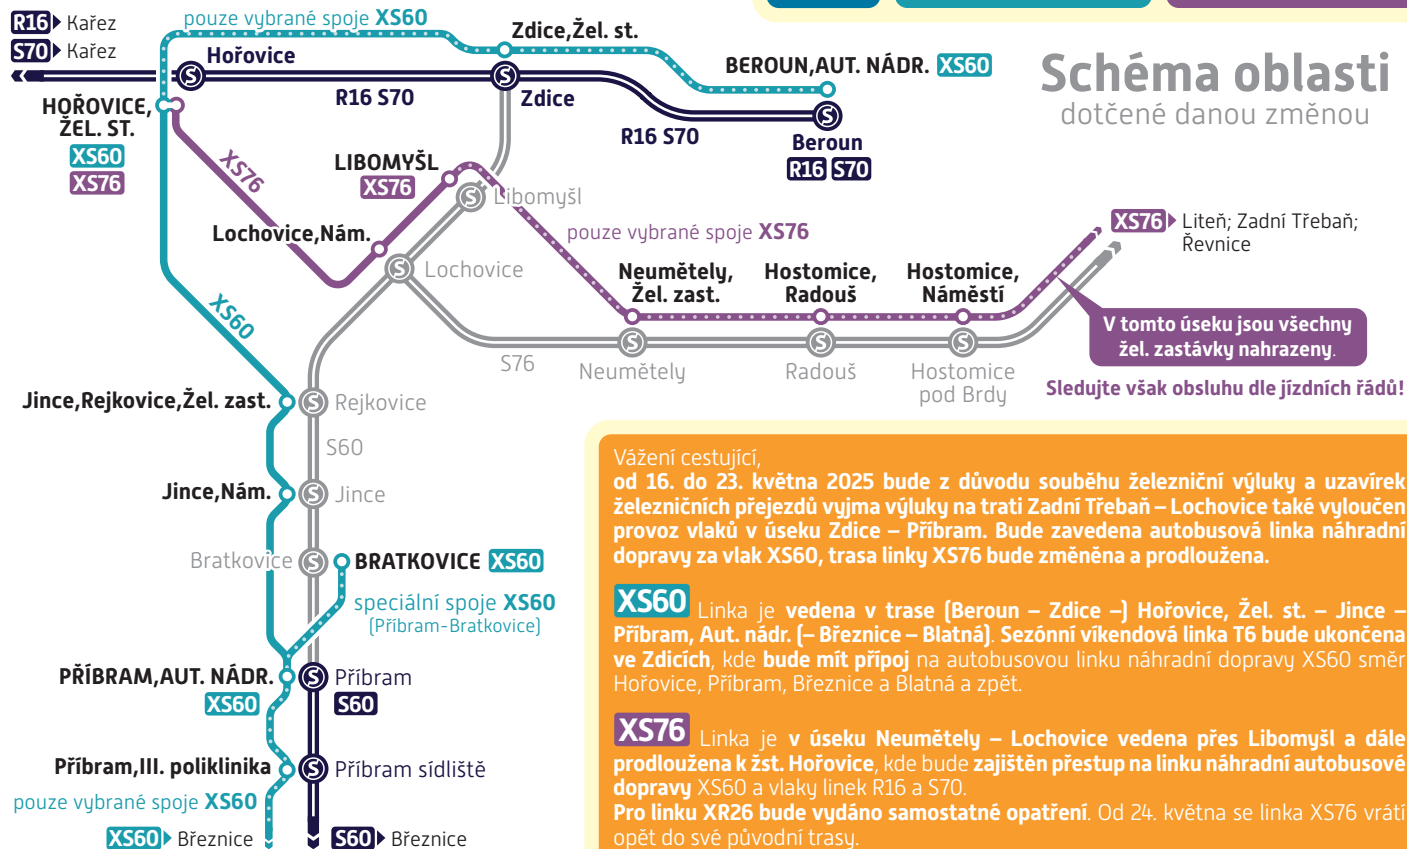 R16 Kařez
S70 Kařez
pouze vybrané spoje XS60
Hořovice
R16 S70
Zdice,Žel. st.
Zdice
BEROUN,AUT. NÁDR. XS60
R16 S70
Beroun
R16 S70
Schéma oblasti
dotčené danou změnou
HOŘOVICE,
ŽEL. ST.
XS60
XS76
XS76
LIBOMYŠL
XS76
Libomyšl
Lochovice,Nám.
Lochovice
pouze vybrané spoje XS76
XS76 Liteň; Zadní Třebaň;
Řevnice
Neumětely,
Žel. zast.
Hostomice,
Radouš
Hostomice,
Náměstí
XS60
S76
Neumětely
Radouš
Hostomice
pod Brdy
V tomto úseku jsou všechny
žel. zastávky nahrazeny.
Sledujte však obsluhu dle jízdních řádů!
Jince,Rejkovice,Žel. zast.
Rejkovice
S60
Jince,Nám.
Jince
Bratkovice
BRATKOVICE XS60
speciální spoje XS60
(Příbram-Bratkovice)
PŘÍBRAM,AUT. NÁDR.
XS60
Příbram
S60
Příbram,III. poliklinika
Příbram sídliště
pouze vybrané spoje XS60
XS60 Březnice
S60 Březnice
Vážení cestující,
od 16. do 23. května 2025 bude z důvodu souběhu železniční výluky a uzavírek
železničních přejezdů vyjma výluky na trati Zadní Třebaň – Lochovice také vyloučen
provoz vlaků v úseku Zdice – Příbram. Bude zavedena autobusová linka náhradní
dopravy za vlak XS60, trasa linky XS76 bude změněna a prodloužena.
XS60 Linka je vedena v trase (Beroun – Zdice –) Hořovice, Žel. st. – Jince –
Příbram, Aut. nádr. (– Březnice – Blatná). Sezónní víkendová linka T6 bude ukončena
ve Zdicích, kde bude mít přípoj na autobusovou linku náhradní dopravy XS60 směr
Hořovice, Příbram, Březnice a Blatná a zpět.
XS76 Linka je v úseku Neumětely – Lochovice vedena přes Libomyšl a dále
prodloužena k žst. Hořovice, kde bude zajištěn přestup na linku náhradní autobusové
dopravy XS60 a vlaky linek R16 a S70.
Pro linku XR26 bude vydáno samostatné opatření. Od 24. května se linka XS76 vrátí
opět do své původní trasy.